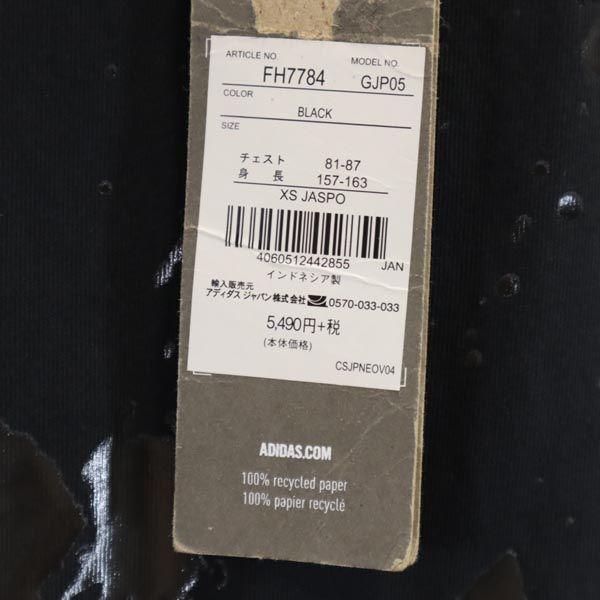 ARTICLE NO. MODEL NO.
FH7784 GJP05
COLOR
BLACK
SIZE
チェスト 81-87
身長 157-163
XS JASPO
4060512442855 JAN
インドネシア製
輸入販売元
アディダス ジャパン株式会社 0570-033-033
5,490円+税
(本体価格)
CSJPNEOV04
ADIDAS.COM
100% recycled paper
100% papier recyclé